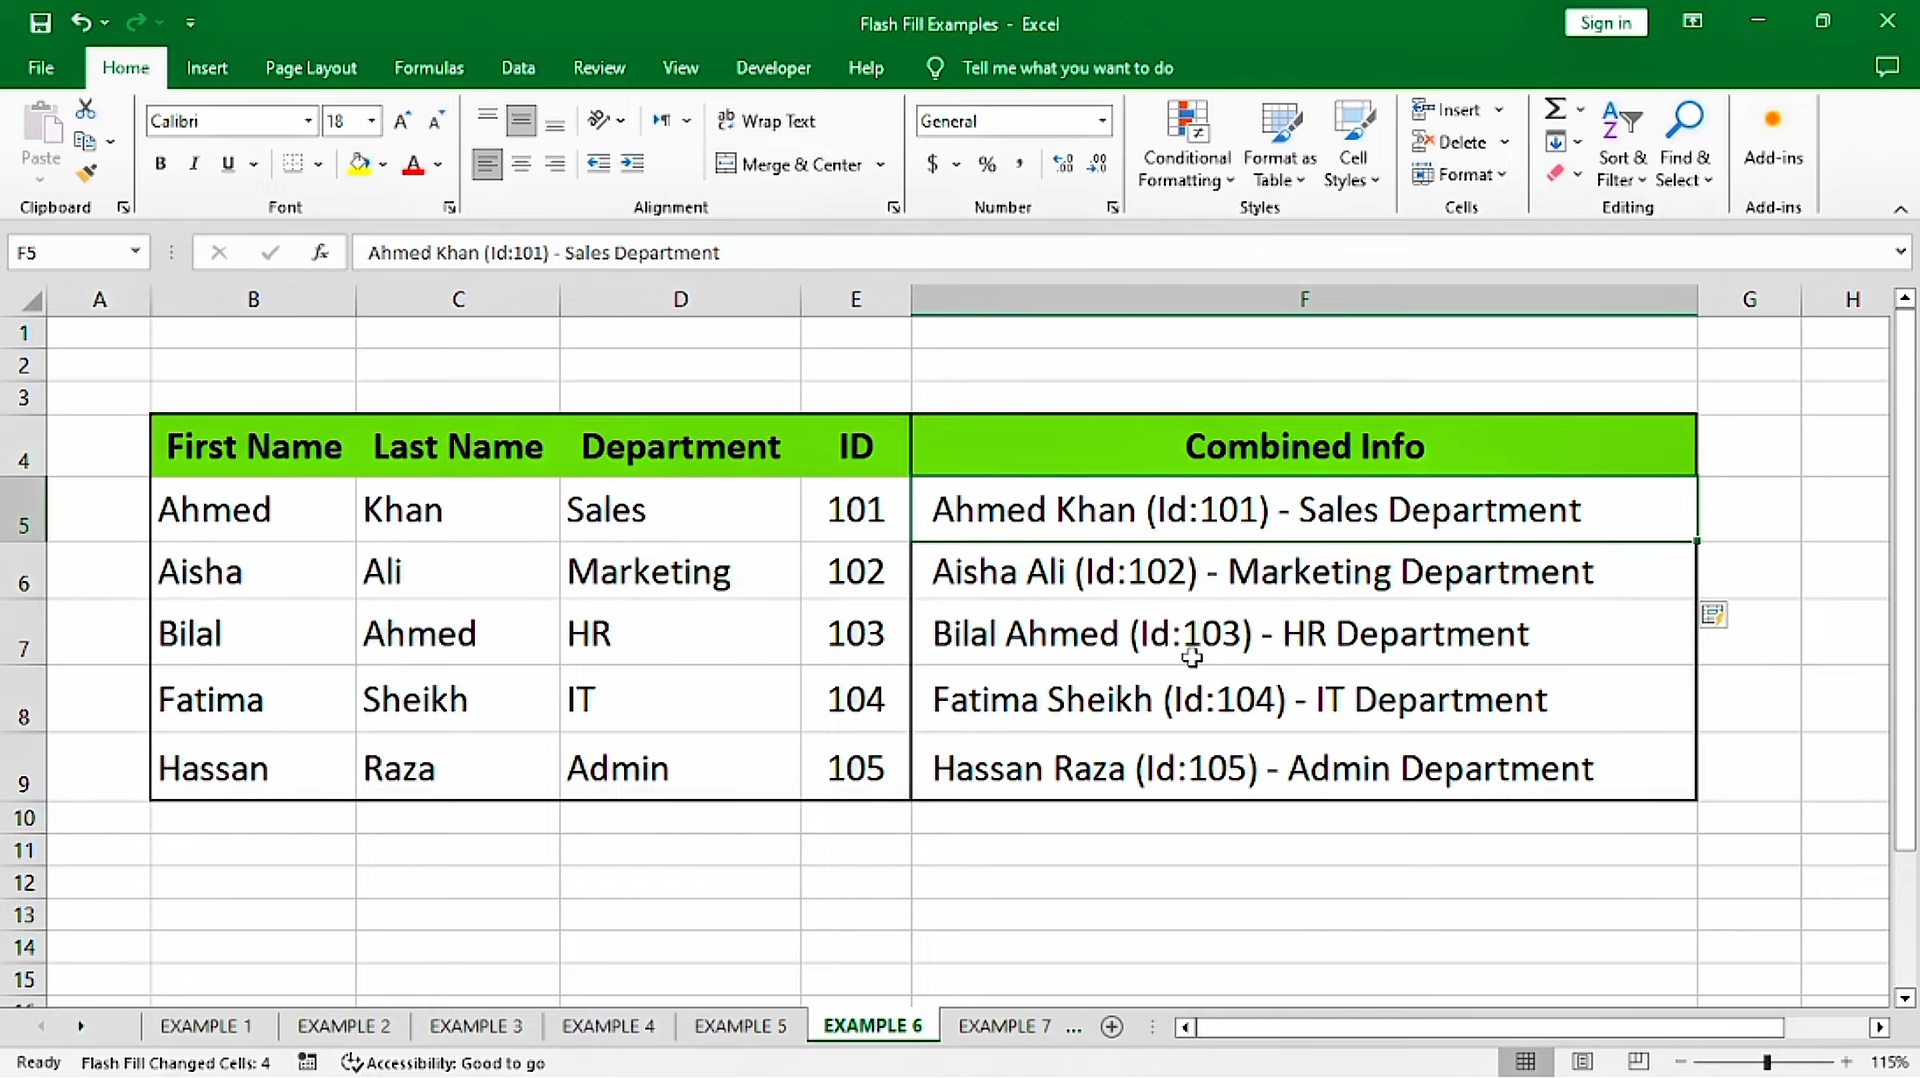 Flash Fill Examples - Excel
Sign in
File Home Insert Page Layout Formulas Data Review View Developer Help Tell me what you want to do
Paste
Clipboard
Calibri 18
B I U A
Font
ab Wrap Text
Merge & Center
Alignment
General
$ % ,
Number
Conditional Formatting
Format as Table
Cell Styles
Styles
Insert
Delete
Format
Cells
Sort & Filter
Find & Select
Editing
Add-ins
Add-ins
F5 fx Ahmed Khan (Id:101) - Sales Department
A B C D E F G H
1
2
3
4 First Name Last Name Department ID Combined Info
5 Ahmed Khan Sales 101 Ahmed Khan (Id:101) - Sales Department
6 Aisha Ali Marketing 102 Aisha Ali (Id:102) - Marketing Department
7 Bilal Ahmed HR 103 Bilal Ahmed (Id:103) - HR Department
8 Fatima Sheikh IT 104 Fatima Sheikh (Id:104) - IT Department
9 Hassan Raza Admin 105 Hassan Raza (Id:105) - Admin Department
10
11
12
13
14
15
EXAMPLE 1 EXAMPLE 2 EXAMPLE 3 EXAMPLE 4 EXAMPLE 5 EXAMPLE 6 EXAMPLE 7 ...
Ready Flash Fill Changed Cells: 4 Accessibility: Good to go 115%